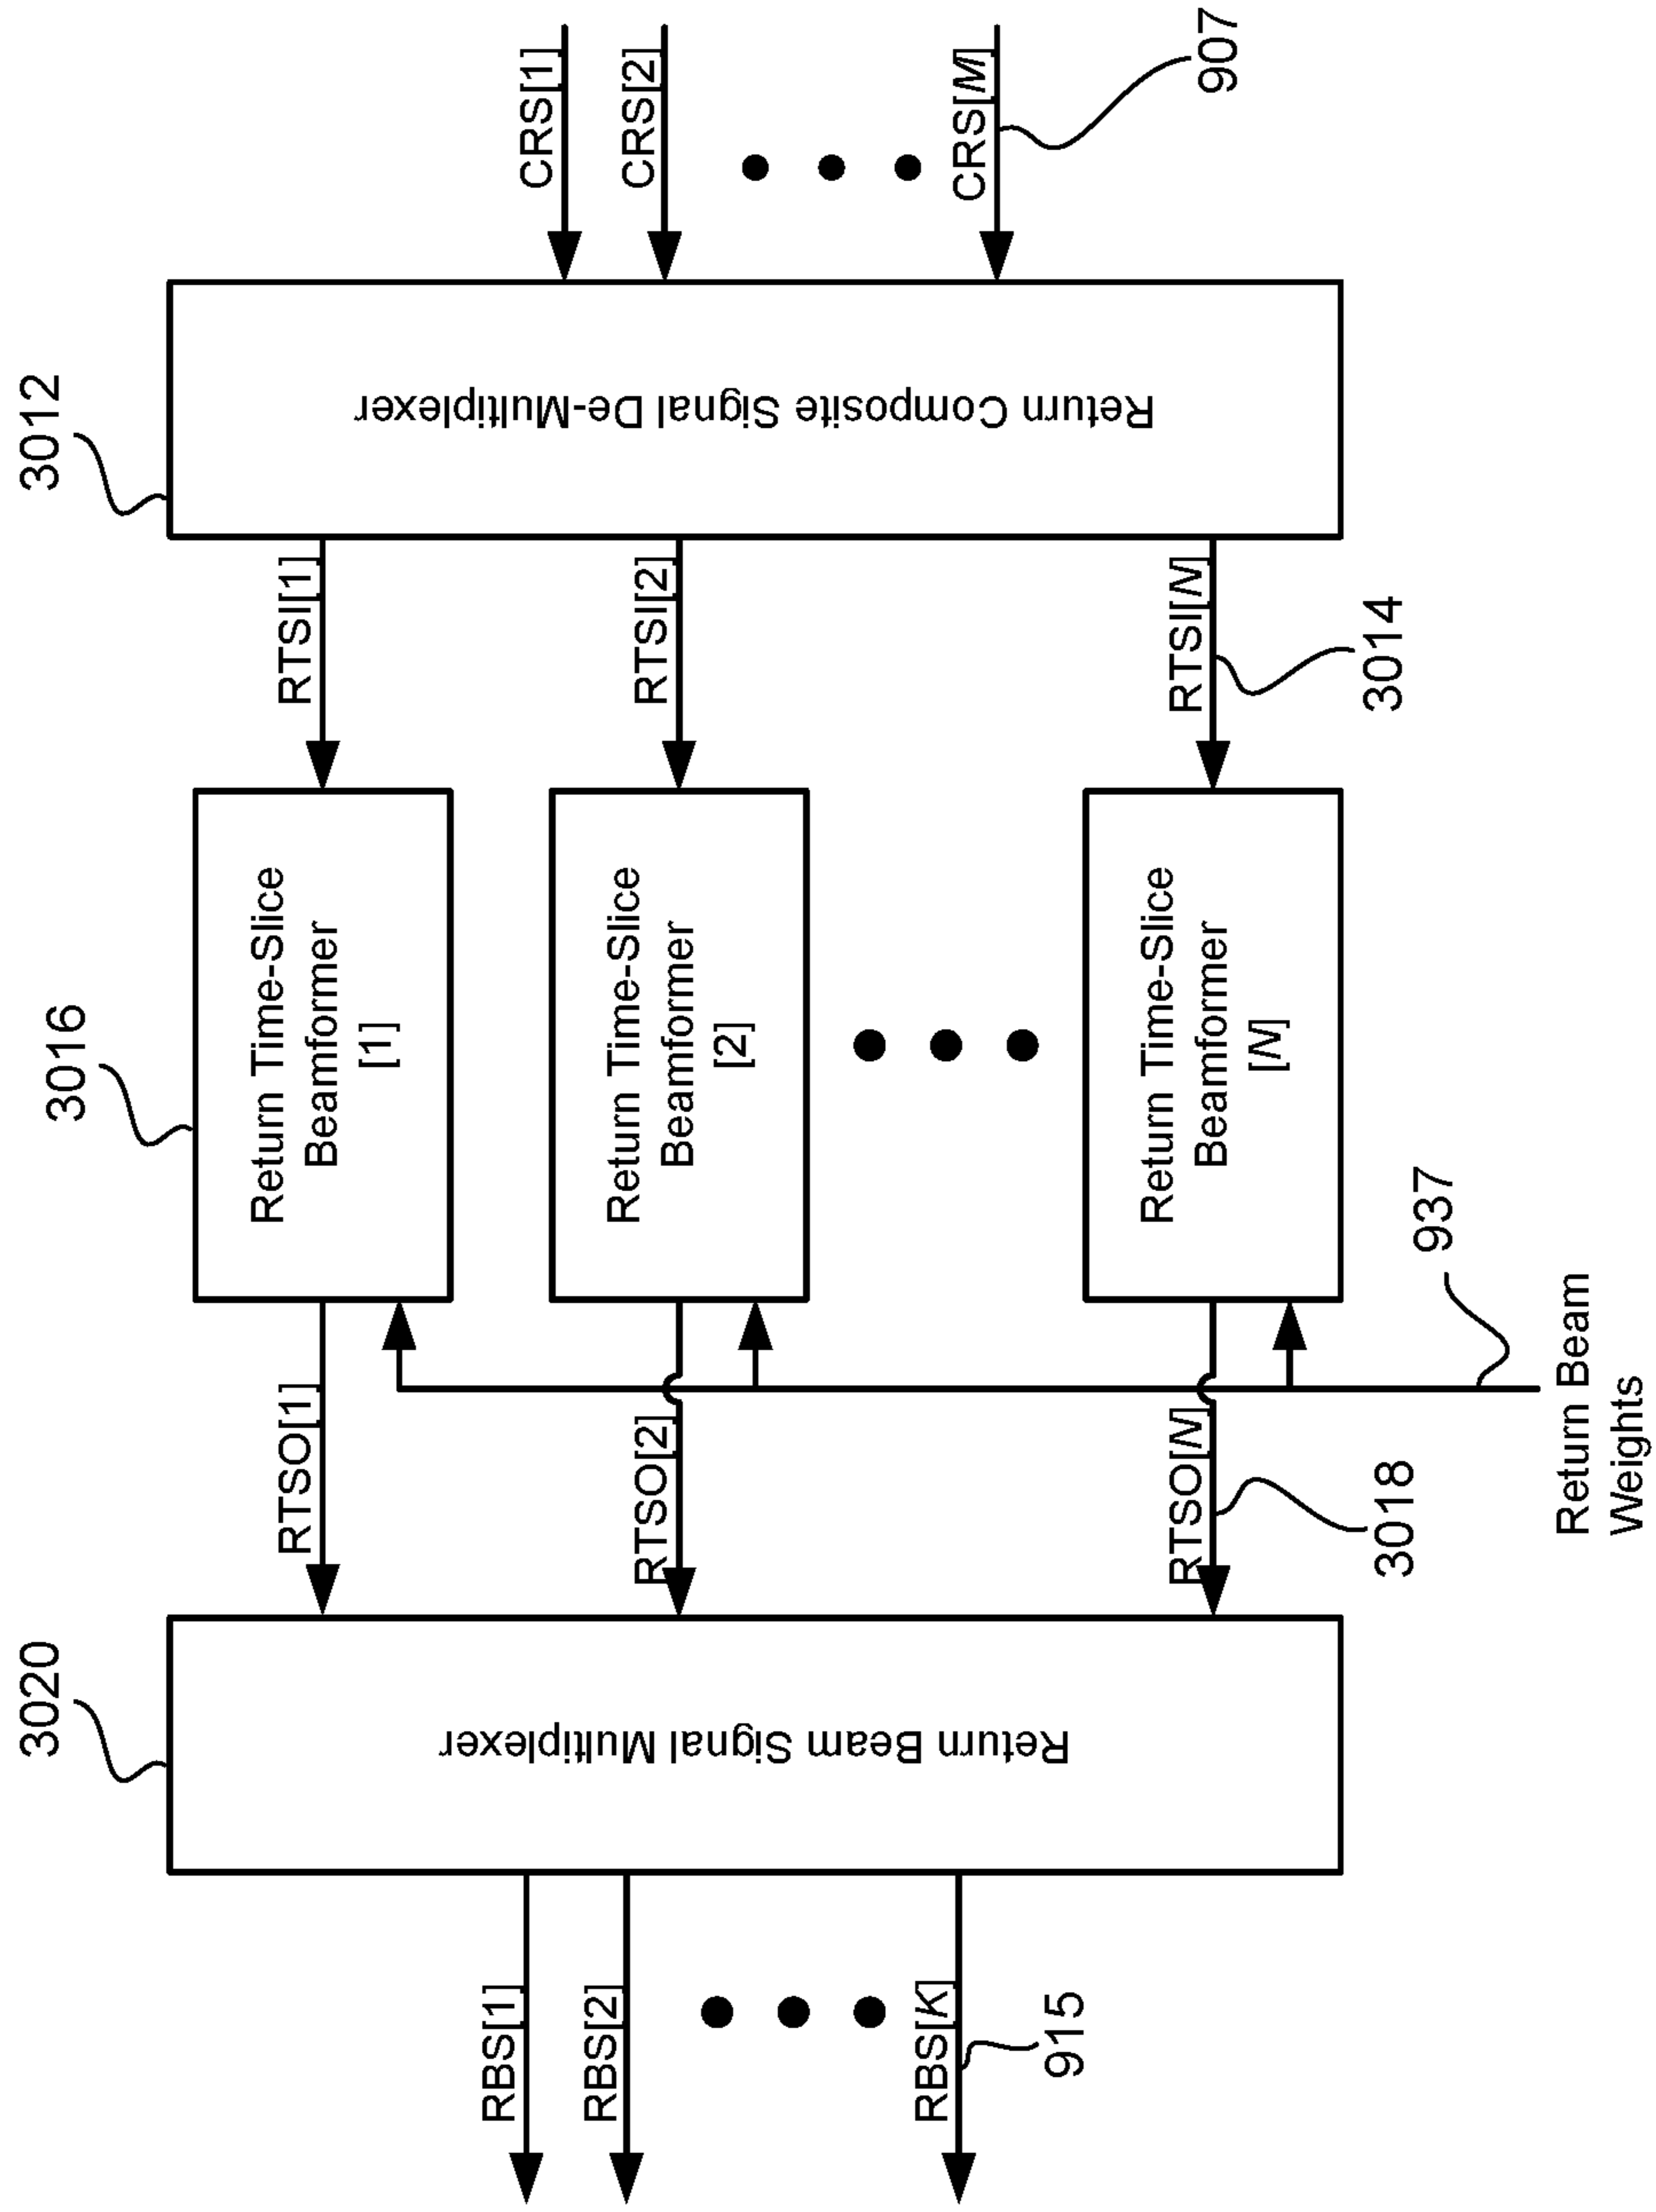 3020
3016
3012
RBS[1]
RBS[2]
RBS[K]
915
Return Beam Signal Multiplexer
RTSO[1]
RTSO[2]
RTSO[N]
3018
Return Time-Slice
Beamformer
[1]
Return Time-Slice
Beamformer
[2]
Return Time-Slice
Beamformer
[N]
937
Return Beam
Weights
RTSI[1]
RTSI[2]
RTSI[N]
3014
Return Composite Signal De-Multiplexer
CRS[1]
CRS[2]
CRS[M]
907